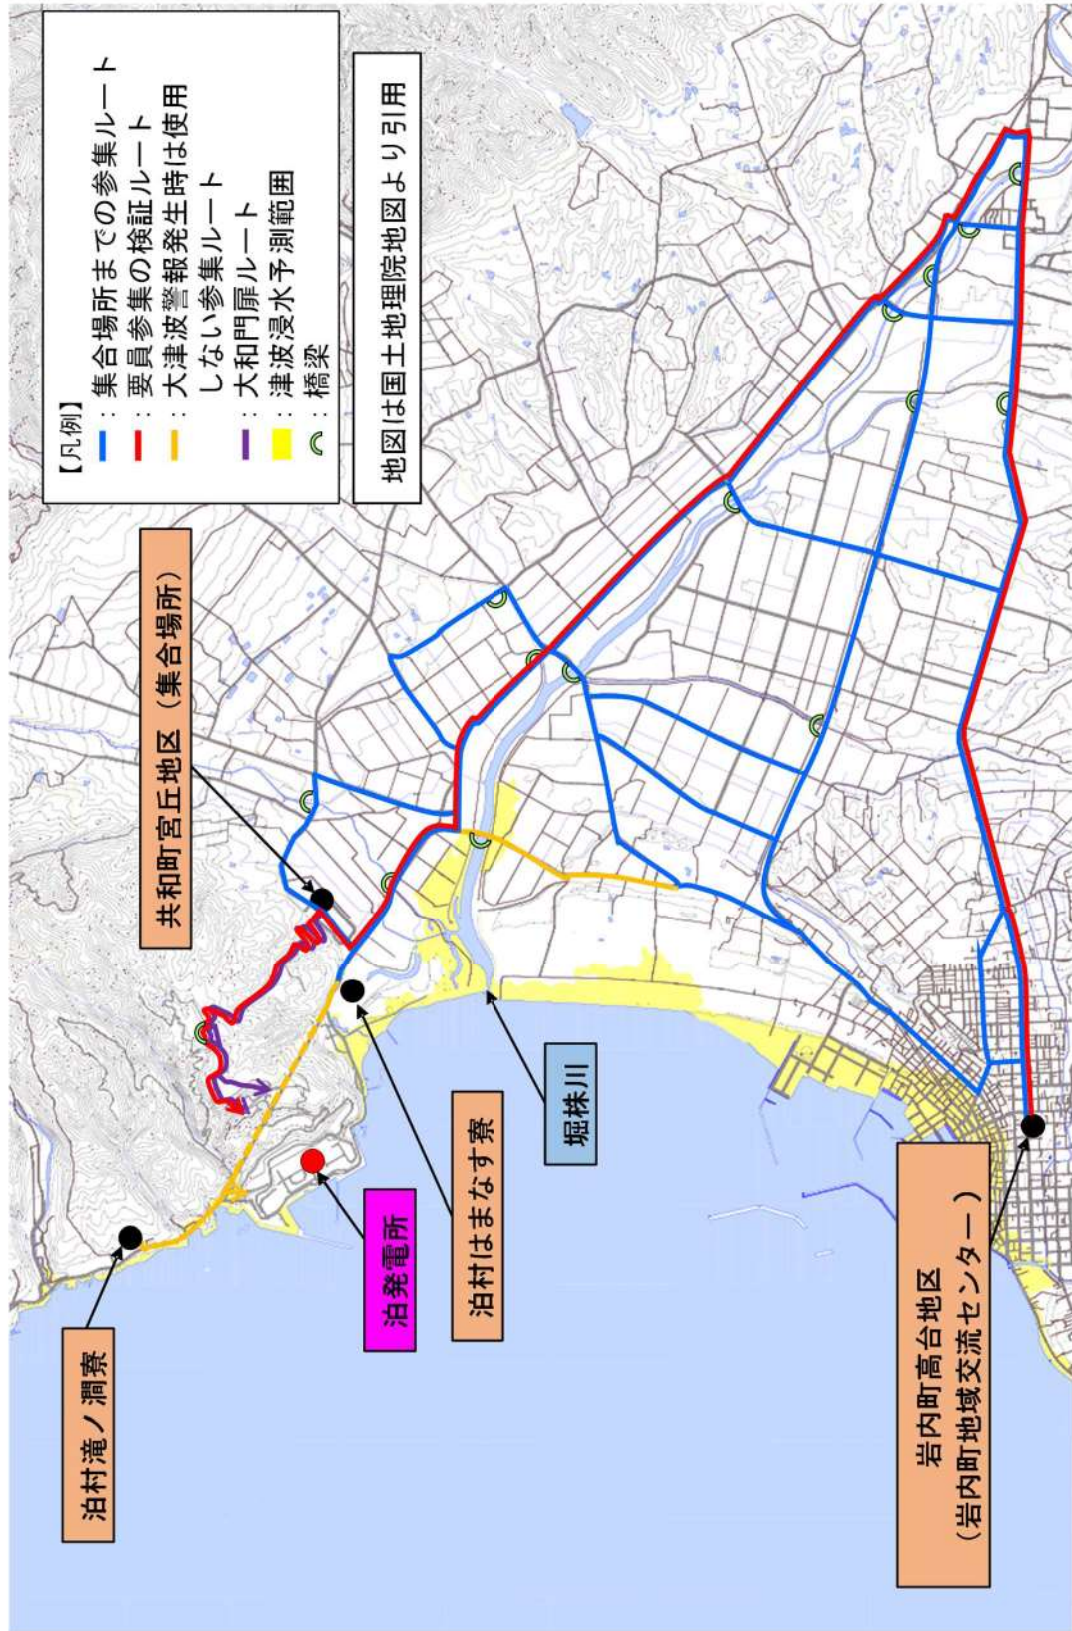 【凡例】
：集合場所までの参集ルート
：要員参集の検証ルート
：大津波警報発生時は使用
しない参集ルート
：大和門扉ルート
：津波浸水予測範囲
：橋梁
地図は国土地理院地図より引用
共和町宮丘地区（集合場所）
泊村滝ノ澗寮
泊発電所
泊村はまなす寮
堀株川
岩内町高台地区
（岩内町地域交流センター）